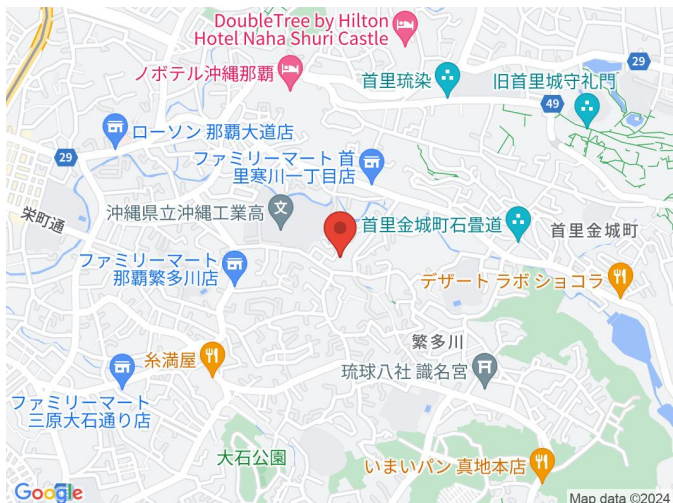 DoubleTree by Hilton
Hotel Naha Shuri Castle
ノボテル沖縄那覇
首里琉染
旧首里城守礼門
29
49
ローソン 那覇大道店
29
ファミリーマート 首
里寒川一丁目店
栄町通
沖縄県立沖縄工業高
首里金城町石畳道
首里金城町
ファミリーマート
那覇繁多川店
デザート ラボ ショコラ
繁多川
糸満屋
琉球八社 識名宮
ファミリーマート
三原大石通り店
大石公園
いまいパン 真地本店
Google
Map data ©2024